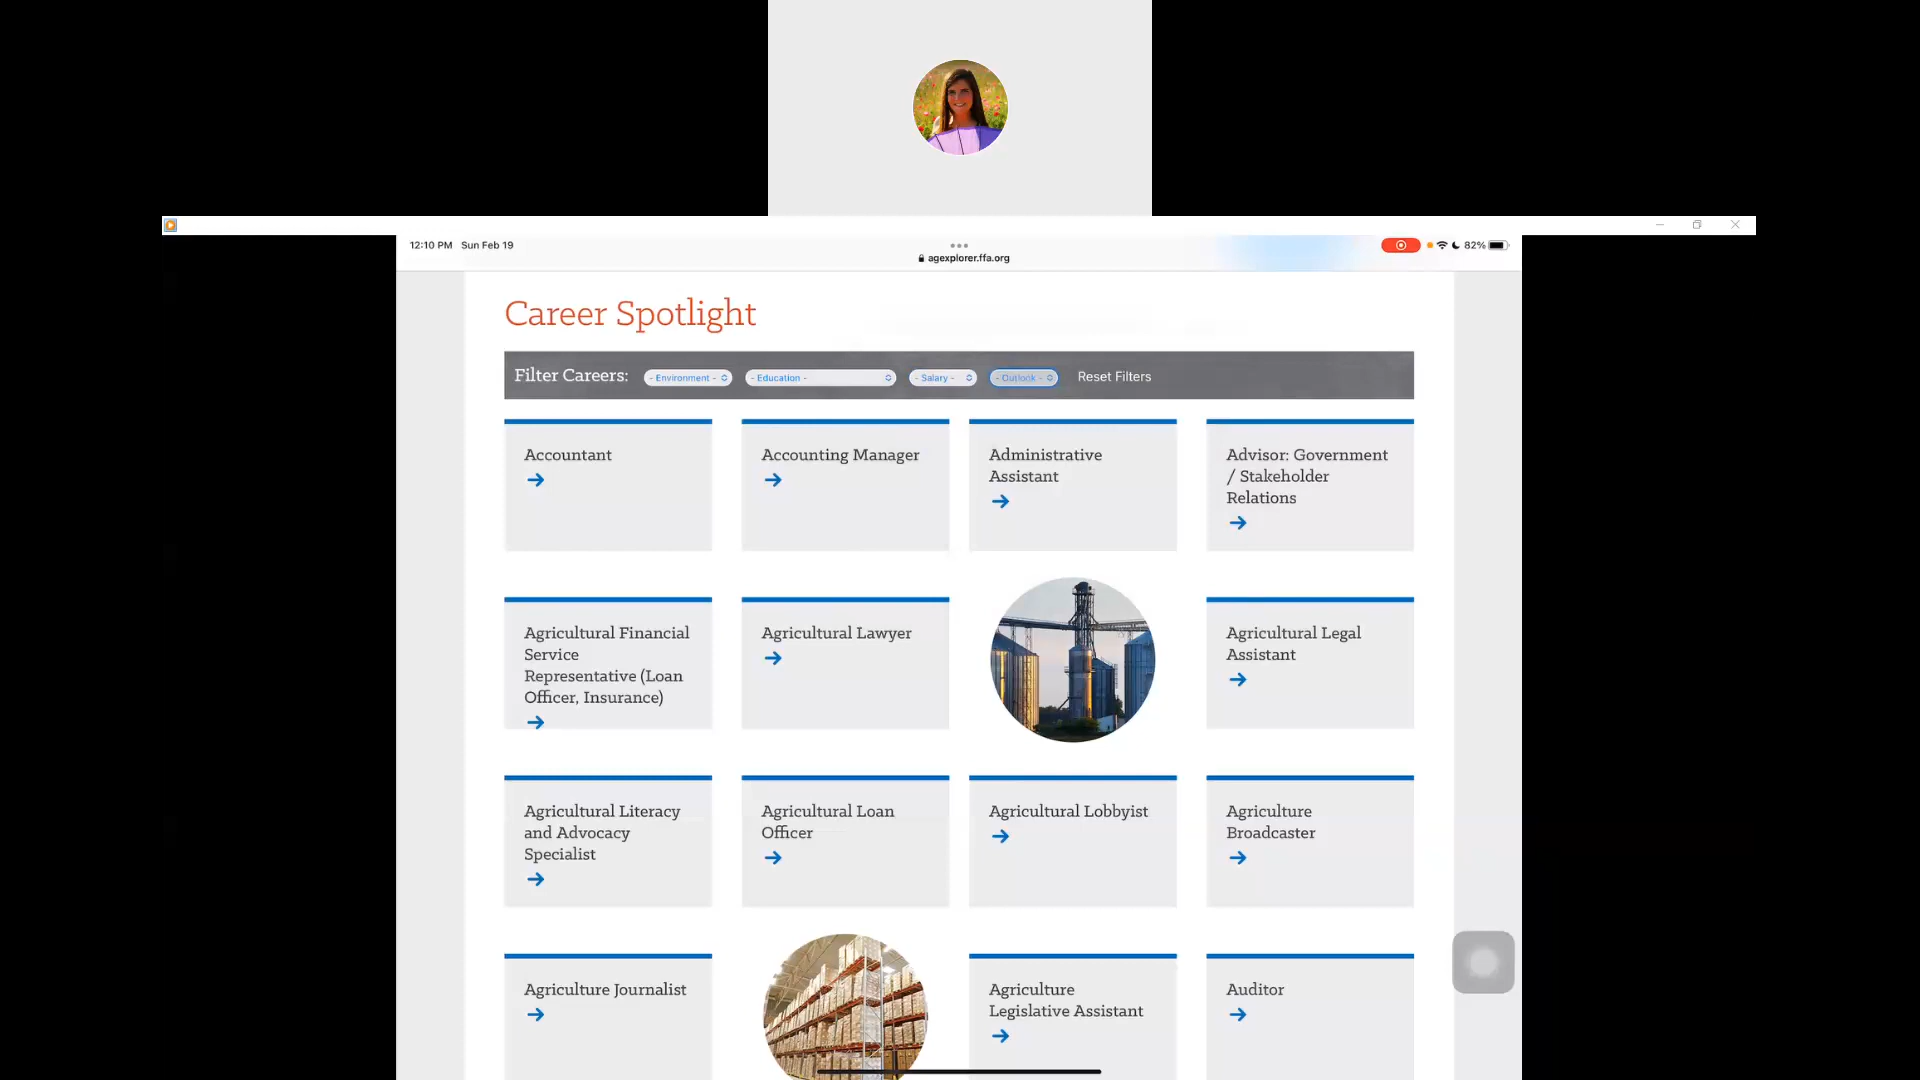 12:10 PM Sun Feb 19
82%
agexplorer.ffa.org
Career Spotlight
Filter Careers: - Environment - - Education - - Salary - - Outlook - Reset Filters
Accountant
Accounting Manager
Administrative
Assistant
Advisor: Government
/ Stakeholder
Relations
Agricultural Financial
Service
Representative (Loan
Officer, Insurance)
Agricultural Lawyer
Agricultural Legal
Assistant
Agricultural Literacy
and Advocacy
Specialist
Agricultural Loan
Officer
Agricultural Lobbyist
Agriculture
Broadcaster
Agriculture Journalist
Agriculture
Legislative Assistant
Auditor